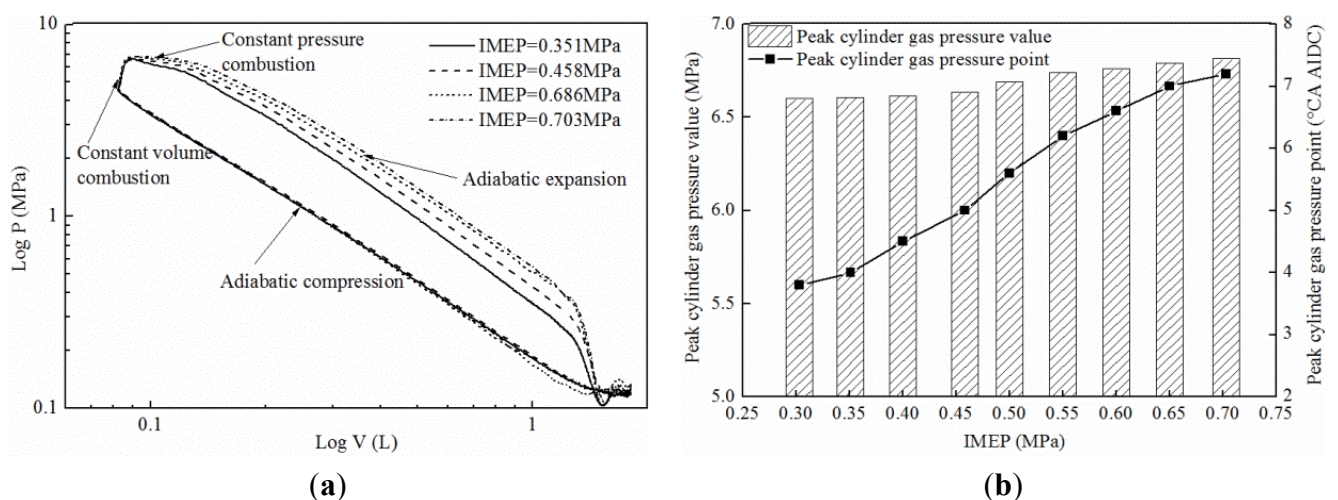 10
1
0.1
Log P (MPa)
0.1
1
Log V (L)
Constant pressure
combustion
IMEP=0.351MPa
IMEP=0.458MPa
IMEP=0.686MPa
IMEP=0.703MPa
Constant volume
combustion
Adiabatic expansion
Adiabatic compression
(a)
7.0
6.5
6.0
5.5
5.0
Peak cylinder gas pressure value (MPa)
Peak cylinder gas pressure value
Peak cylinder gas pressure point
8
7
6
5
4
3
2
Peak cylinder gas pressure point (°CA AIDC)
0.25
0.30
0.35
0.40
0.45
0.50
0.55
0.60
0.65
0.70
0.75
IMEP (MPa)
(b)